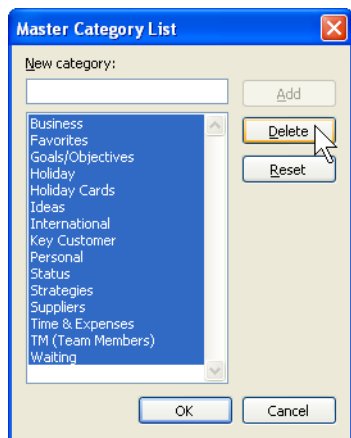 Master Category List
New category:
Add
Business
Favorites
Goals/Objectives
Holiday
Holiday Cards
Ideas
International
Key Customer
Personal
Status
Strategies
Suppliers
Time & Expenses
TM (Team Members)
Waiting
Delete
Reset
OK
Cancel